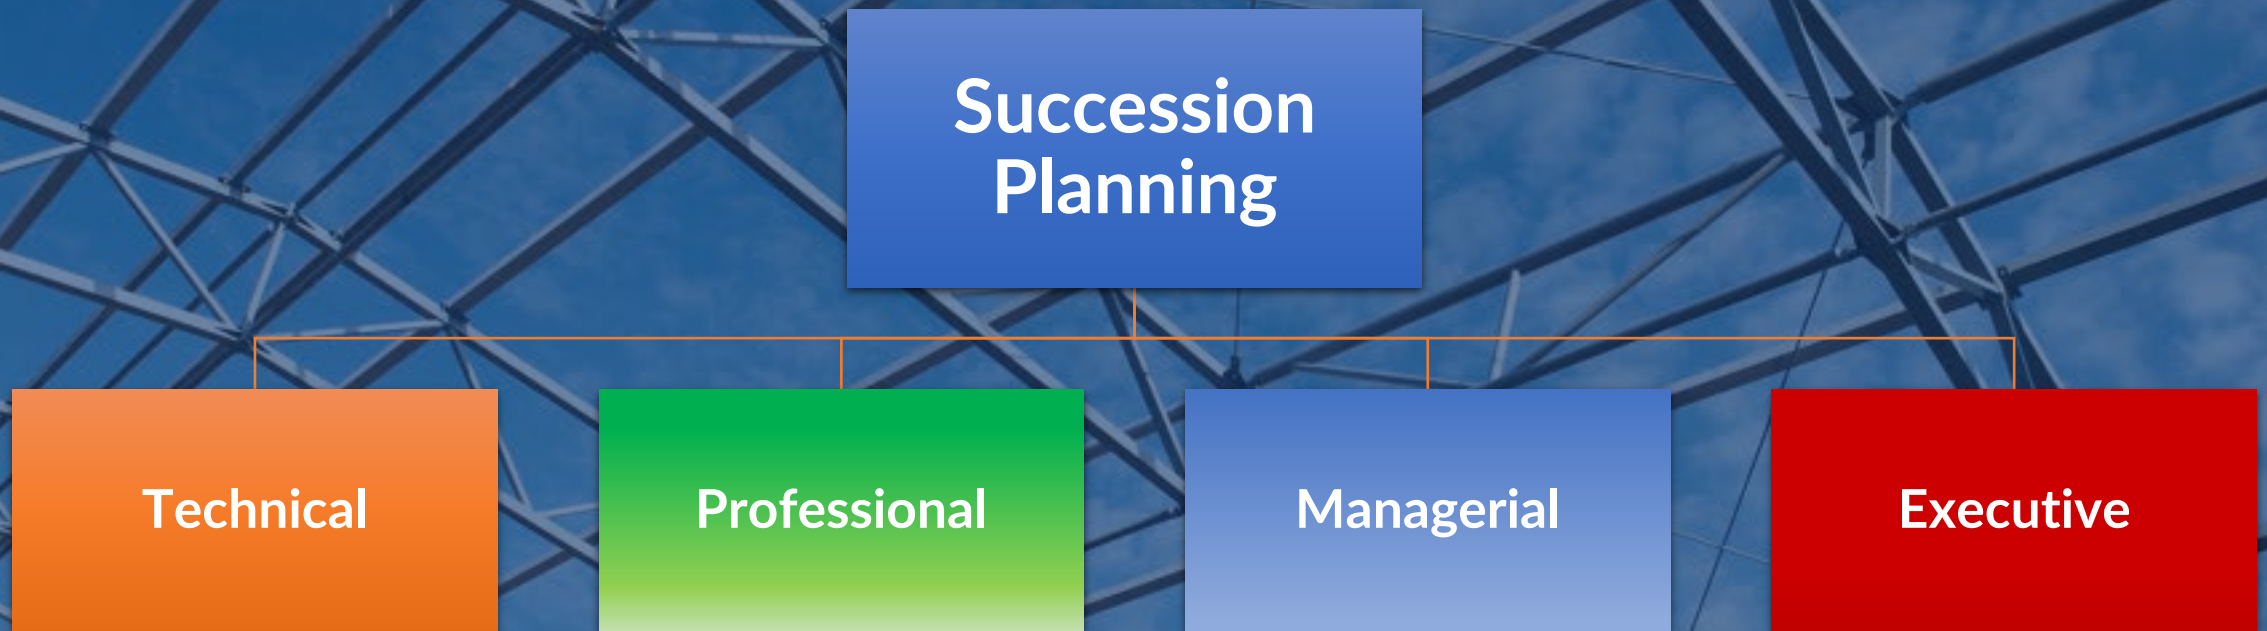 Succession
Planning
Technical
Professional
Managerial
Executive